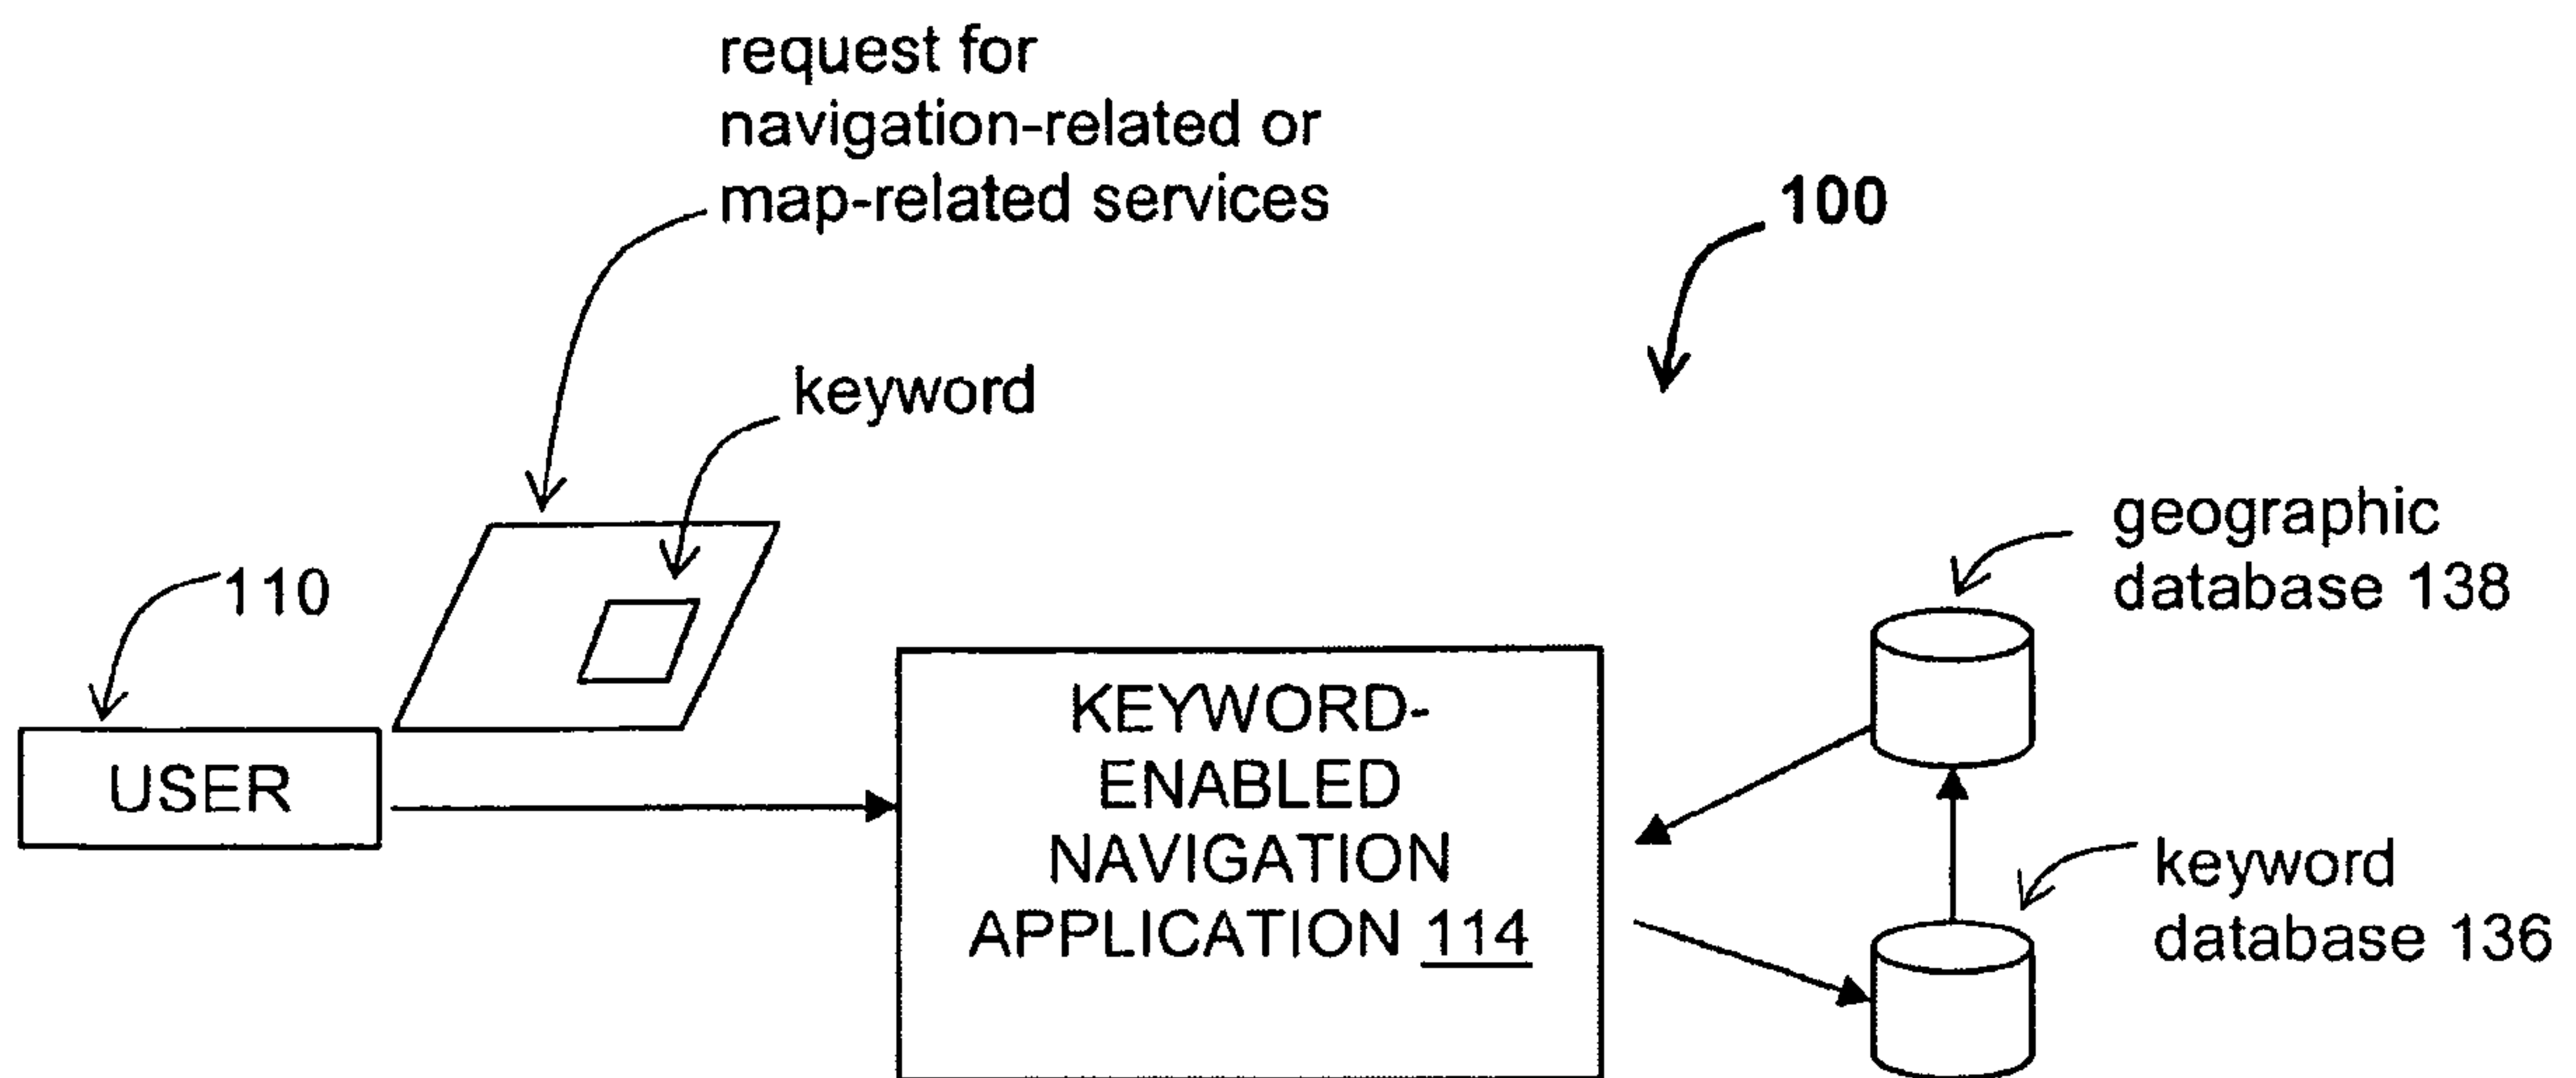 request for
navigation-related or
map-related services
100
keyword
geographic
database 138
110
USER
KEYWORD-
ENABLED
NAVIGATION
APPLICATION 114
keyword
database 136